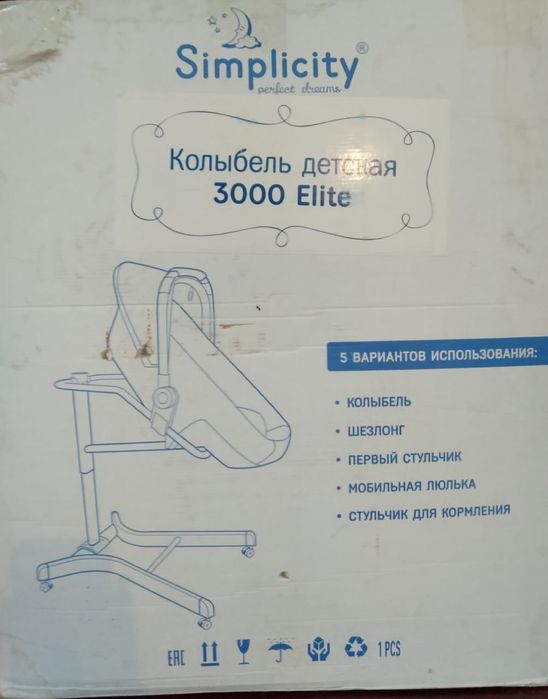 Simplicity®
perfect dreams
Колыбель детская
3000 Elite
5 ВАРИАНТОВ ИСПОЛЬЗОВАНИЯ:
• КОЛЫБЕЛЬ
• ШЕЗЛОНГ
• ПЕРВЫЙ СТУЛЬЧИК
• МОБИЛЬНАЯ ЛЮЛЬКА
• СТУЛЬЧИК ДЛЯ КОРМЛЕНИЯ
EAC 1 PCS